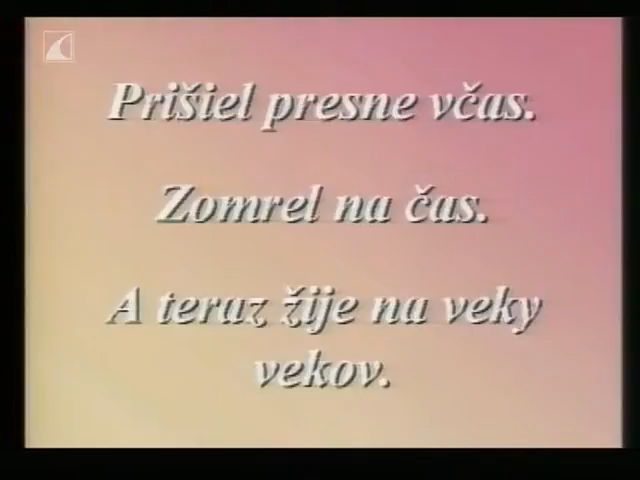 Prišiel presne včas.
Zomrel na čas.
A teraz žije na veky
vekov.